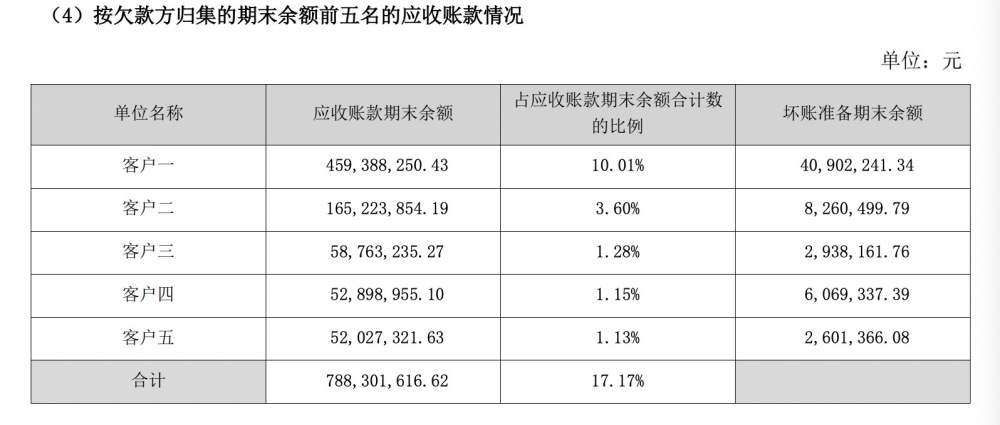 （4）按欠款方归集的期末余额前五名的应收账款情况
单位：元
单位名称 应收账款期末余额 占应收账款期末余额合计数的比例 坏账准备期末余额
客户一 459,388,250.43 10.01% 40,902,241.34
客户二 165,223,854.19 3.60% 8,260,499.79
客户三 58,763,235.27 1.28% 2,938,161.76
客户四 52,898,955.10 1.15% 6,069,337.39
客户五 52,027,321.63 1.13% 2,601,366.08
合计 788,301,616.62 17.17%